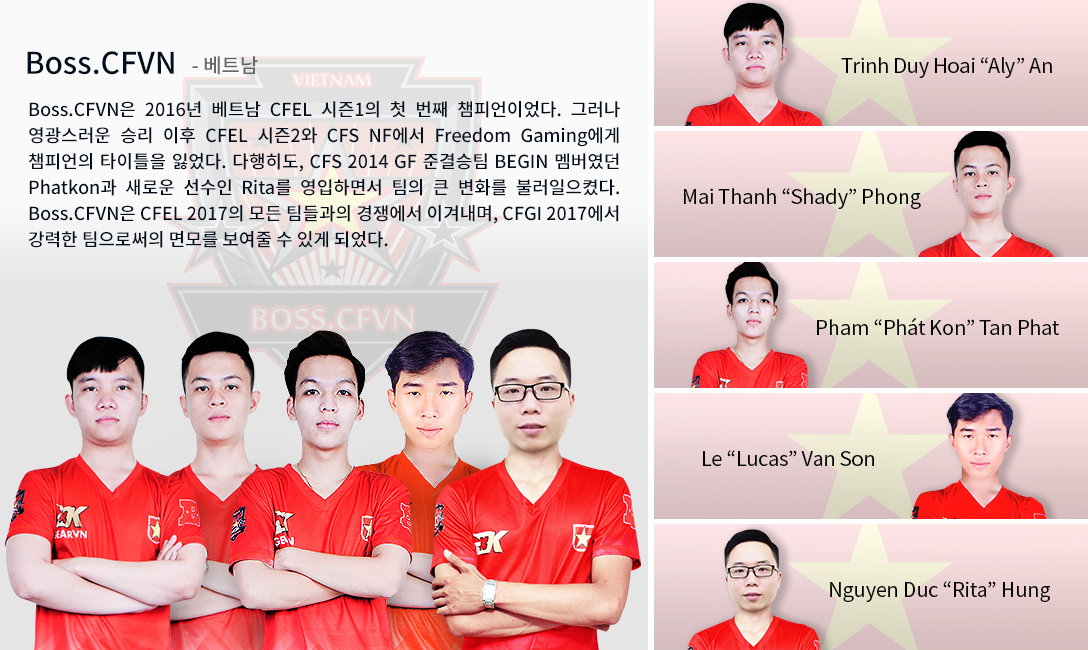 Boss.CFVN - 베트남
VIETNAM
Boss.CFVN은 2016년 베트남 CFEL 시즌1의 첫 번째 챔피언이었다. 그러나
영광스러운 승리 이후 CFEL 시즌2와 CFS NF에서 Freedom Gaming에게
챔피언의 타이틀을 잃었다. 다행히도, CFS 2014 GF 준결승팀 BEGIN 멤버였던
Phatkon과 새로운 선수인 Rita를 영입하면서 팀의 큰 변화를 불러일으켰다.
Boss.CFVN은 CFEL 2017의 모든 팀들과의 경쟁에서 이겨내며, CFGI 2017에서
강력한 팀으로써의 면모를 보여줄 수 있게 되었다.
BOSS.CFVN
GEARVN
Trinh Duy Hoai “Aly” An
Mai Thanh “Shady” Phong
Pham “Phát Kon” Tan Phat
Le “Lucas” Van Son
Nguyen Duc “Rita” Hung